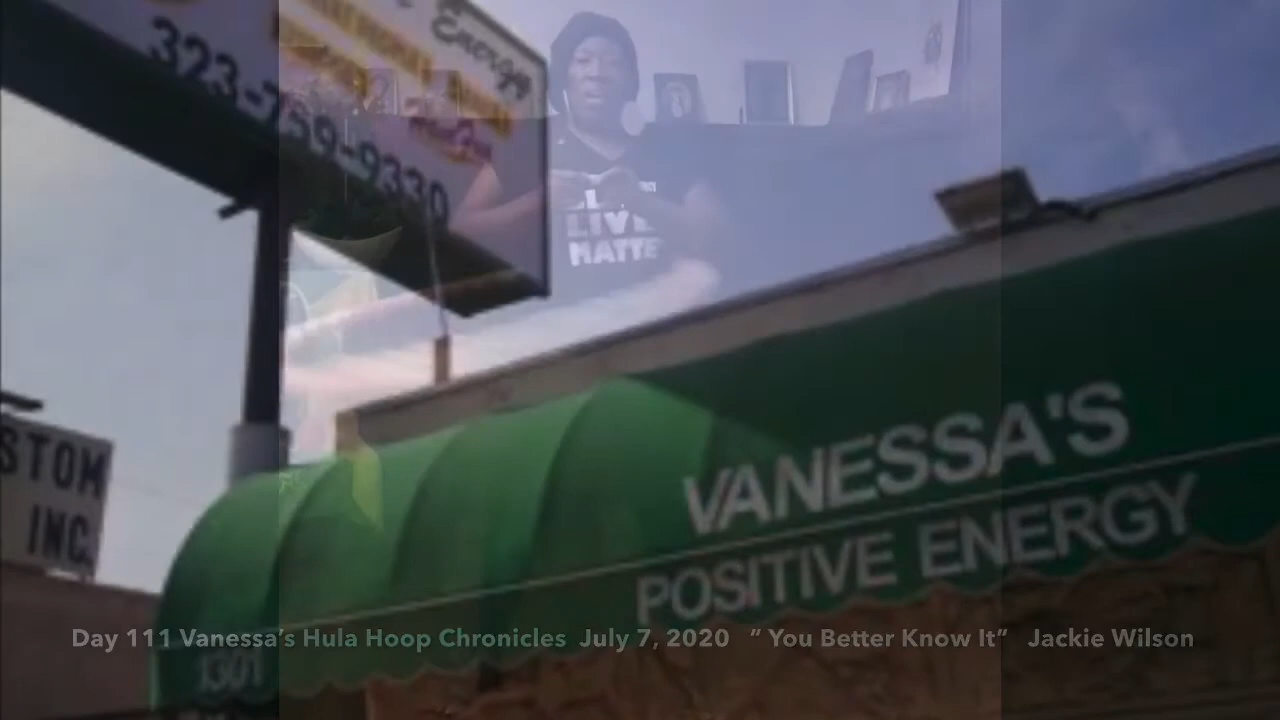 Energy
323-759-9330
LIVE
MATTE
STOM
INC.
VANESSA'S
POSITIVE ENERGY
Day 111 Vanessa's Hula Hoop Chronicles July 7, 2020 “ You Better Know It“ Jackie Wilson
1301